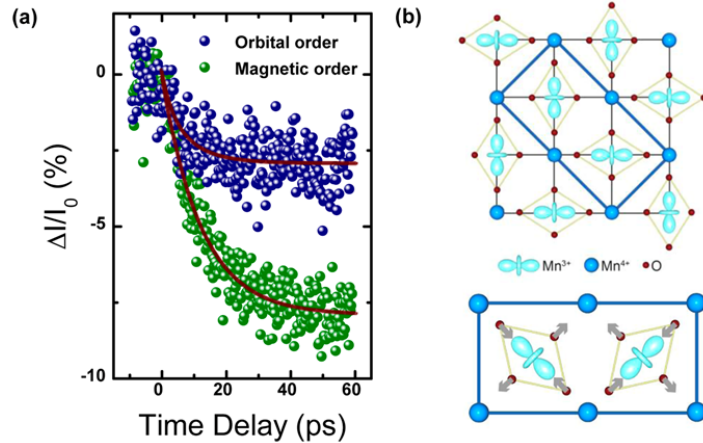 (a)
Orbital order
Magnetic order
0
-5
-10
ΔI/I₀ (%)
0 20 40 60
Time Delay (ps)
(b)
Mn³⁺ Mn⁴⁺ O